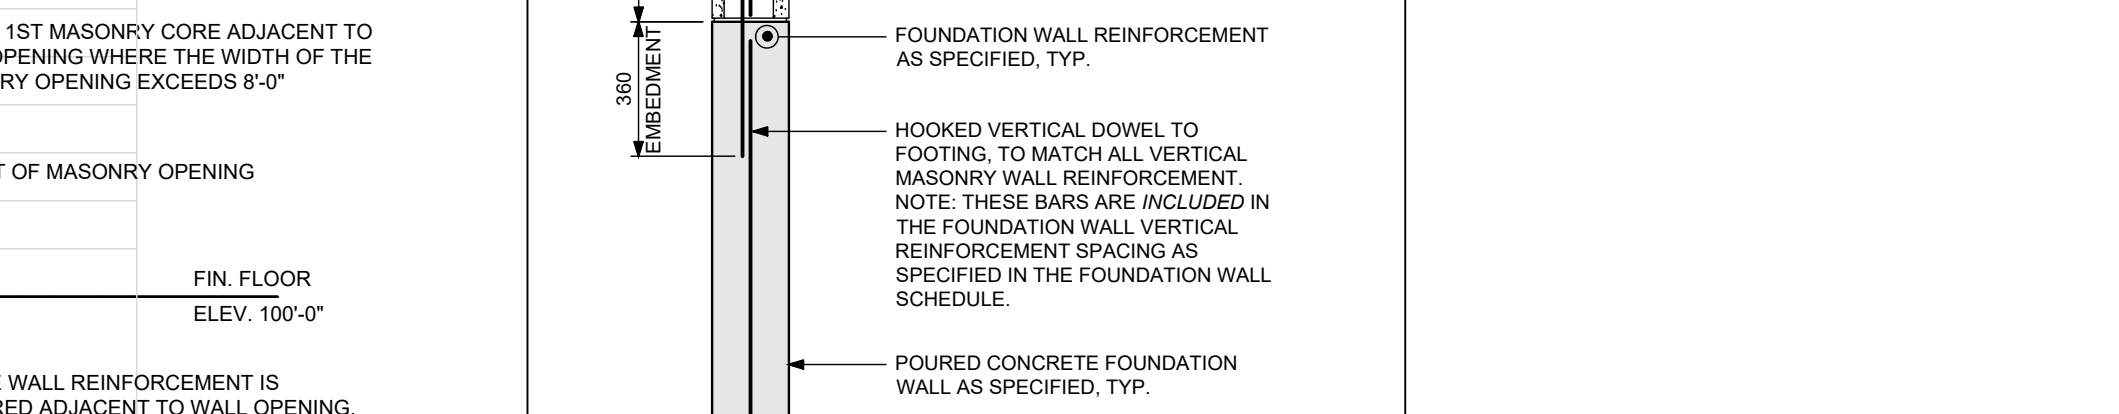 1ST MASONRY CORE ADJACENT TO
OPENING WHERE THE WIDTH OF THE
RY OPENING EXCEEDS 8'-0"
T OF MASONRY OPENING
FIN. FLOOR
ELEV. 100'-0"
WALL REINFORCEMENT IS
RED ADJACENT TO WALL OPENING.
360
EMBEDMENT
FOUNDATION WALL REINFORCEMENT
AS SPECIFIED, TYP.
HOOKED VERTICAL DOWEL TO
FOOTING, TO MATCH ALL VERTICAL
MASONRY WALL REINFORCEMENT.
NOTE: THESE BARS ARE INCLUDED IN
THE FOUNDATION WALL VERTICAL
REINFORCEMENT SPACING AS
SPECIFIED IN THE FOUNDATION WALL
SCHEDULE.
POURED CONCRETE FOUNDATION
WALL AS SPECIFIED, TYP.